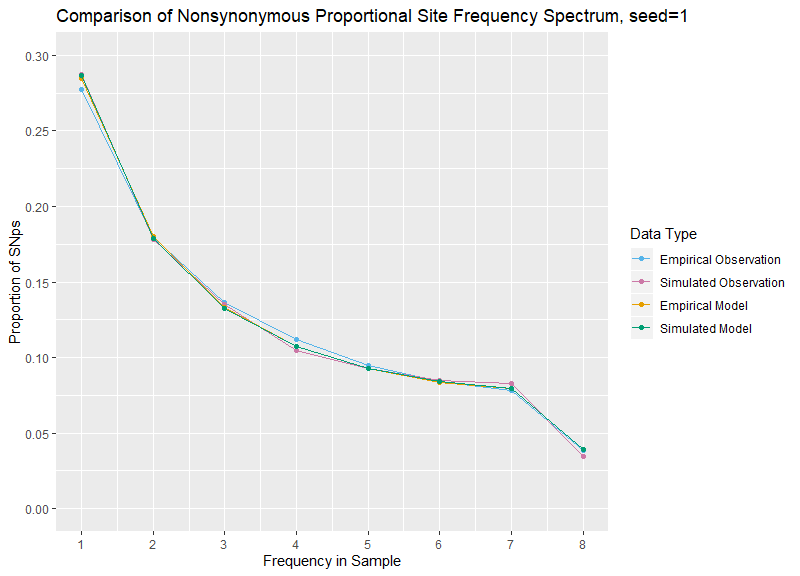 Comparison of Nonsynonymous Proportional Site Frequency Spectrum, seed=1
0.30
0.25
0.20
0.15
0.10
0.05
0.00
Proportion of SNps
1 2 3 4 5 6 7 8
Frequency in Sample
Data Type
Empirical Observation
Simulated Observation
Empirical Model
Simulated Model